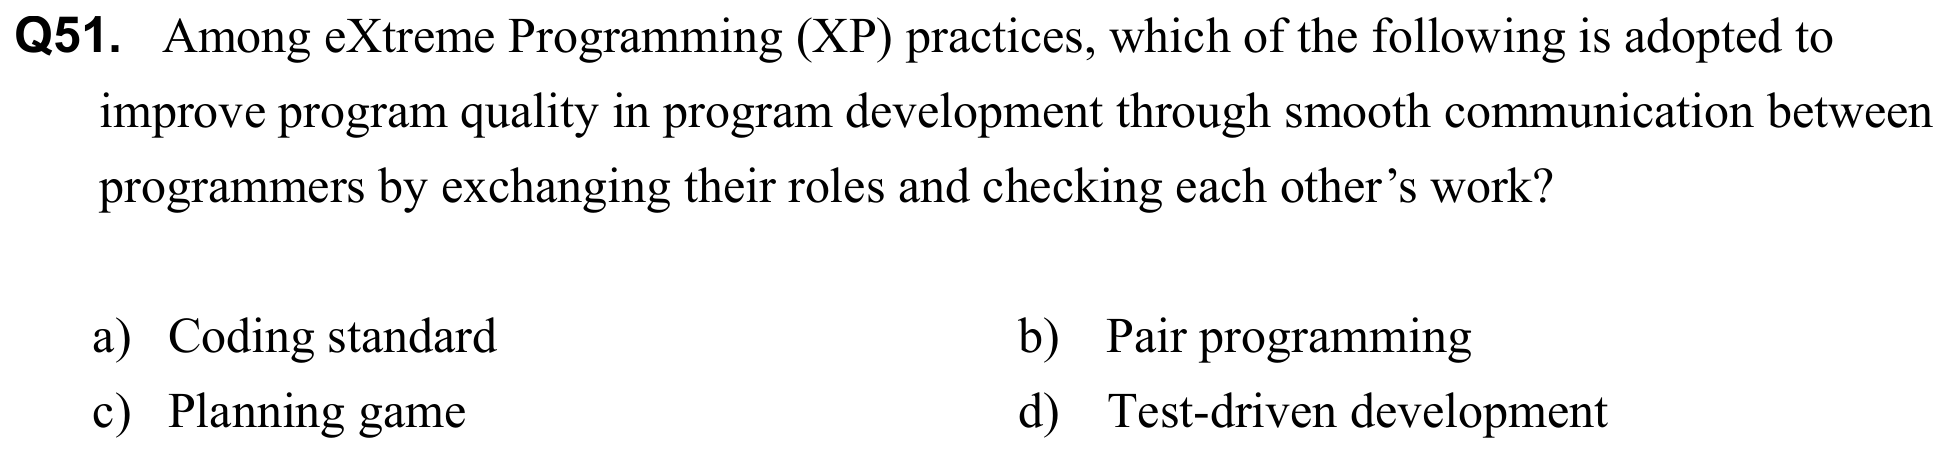 Q51. Among eXtreme Programming (XP) practices, which of the following is adopted to
improve program quality in program development through smooth communication between
programmers by exchanging their roles and checking each other’s work?
a) Coding standard b) Pair programming
c) Planning game d) Test-driven development